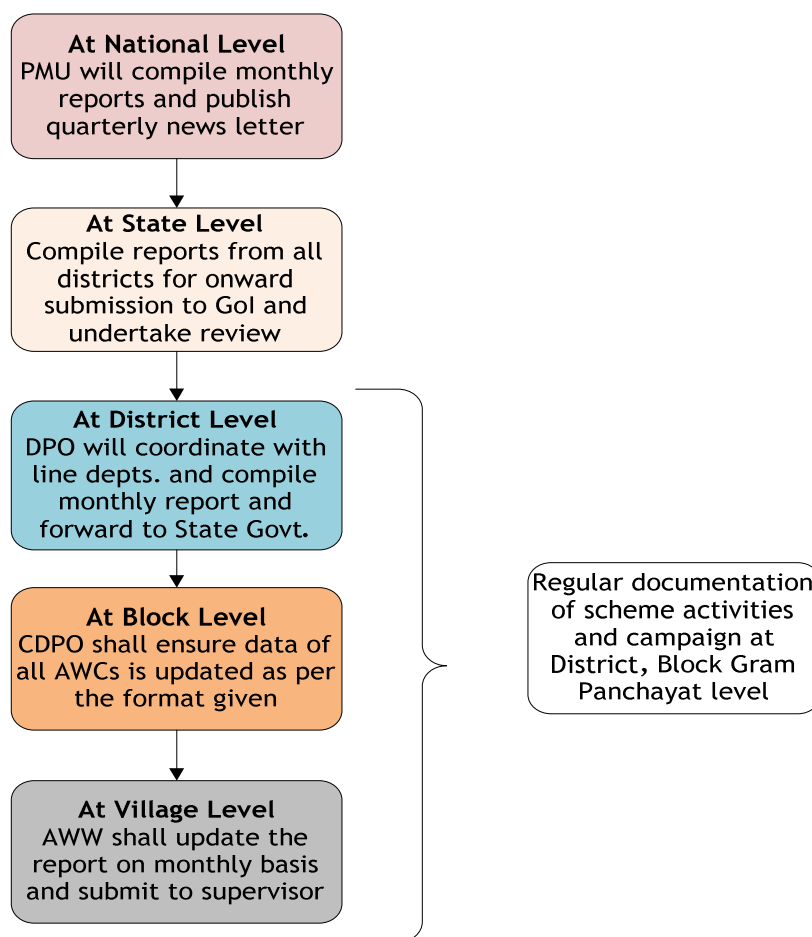 At National Level
PMU will compile monthly
reports and publish
quarterly news letter
At State Level
Compile reports from all
districts for onward
submission to GoI and
undertake review
At District Level
DPO will coordinate with
line depts. and compile
monthly report and
forward to State Govt.
At Block Level
CDPO shall ensure data of
all AWCs is updated as per
the format given
At Village Level
AWW shall update the
report on monthly basis
and submit to supervisor
Regular documentation
of scheme activities
and campaign at
District, Block Gram
Panchayat level